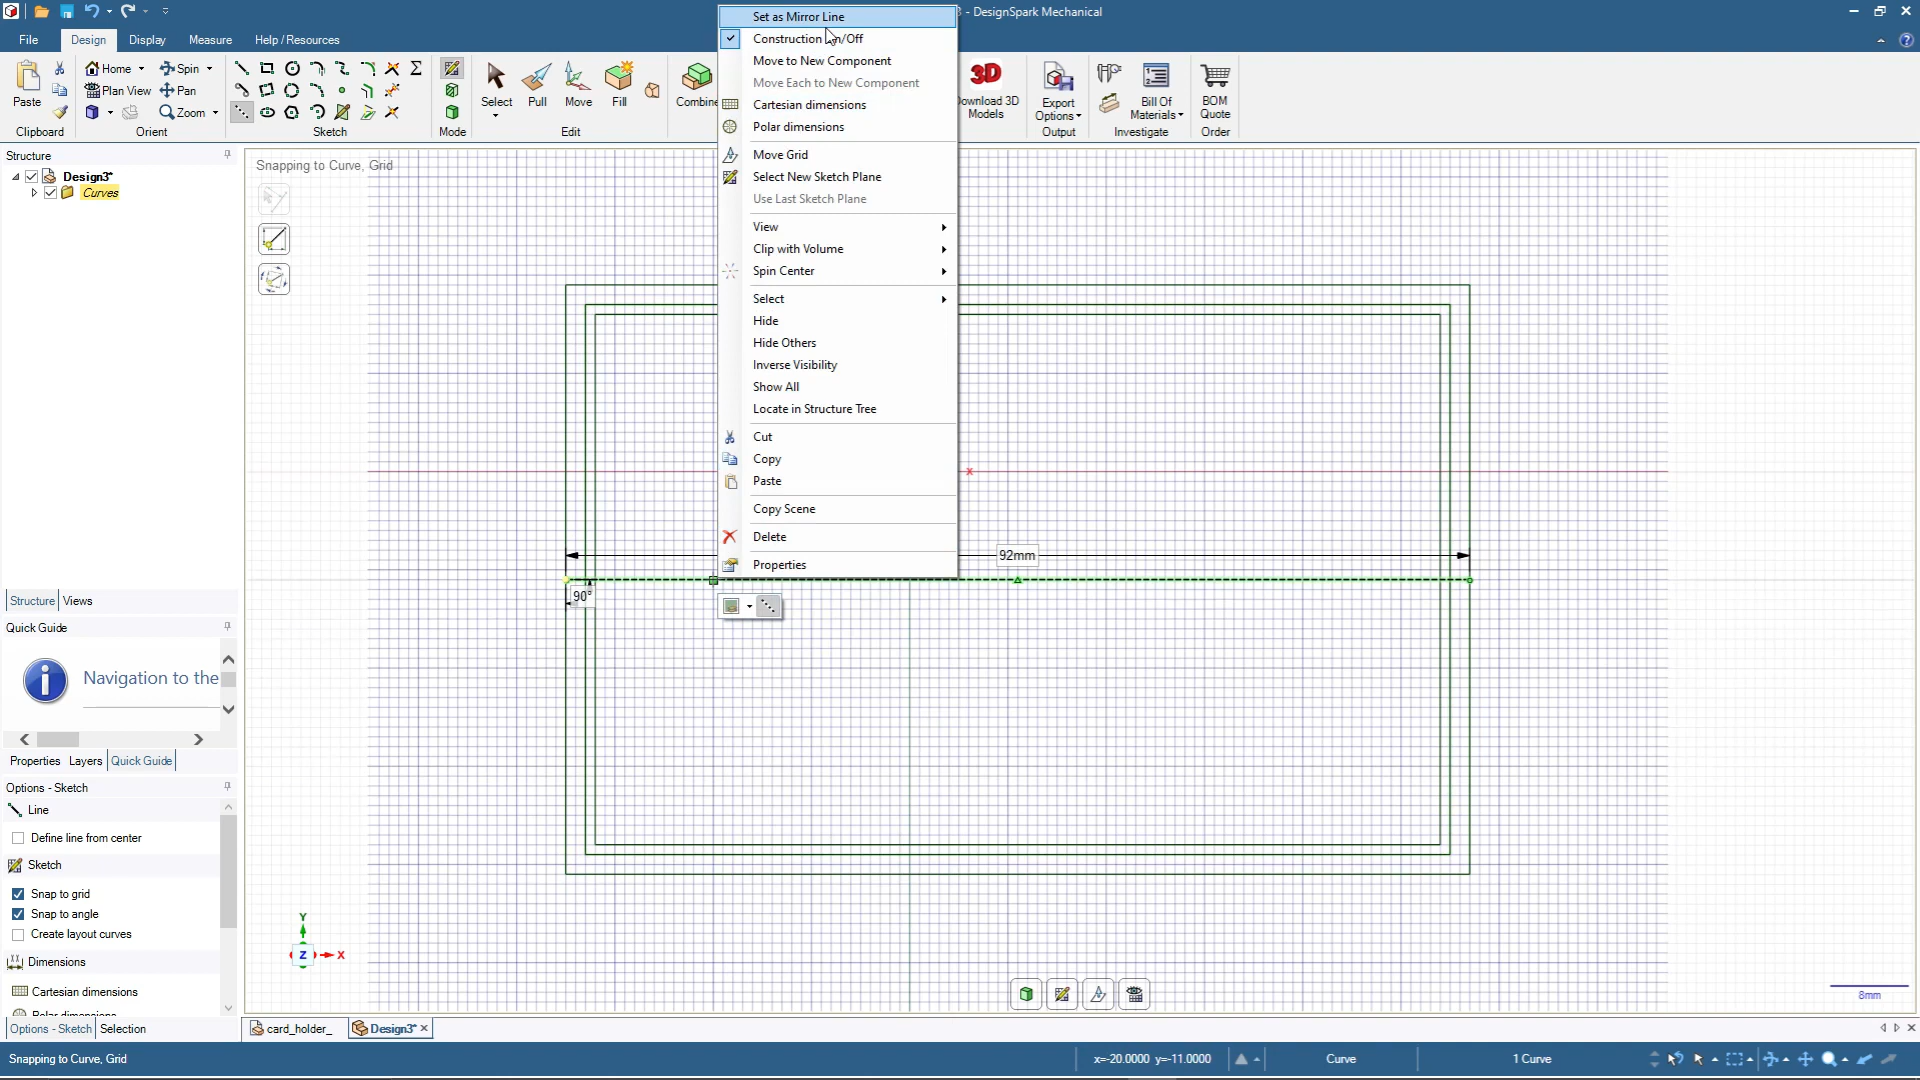 - DesignSpark Mechanical
File
Design
Display
Measure
Help / Resources
Paste
Home
Plan View
Spin
Pan
Zoom
Select
Pull
Move
Fill
Combine
Download 3D
Models
Export
Options
Bill Of
Materials
BOM
Quote
Clipboard
Orient
Sketch
Mode
Edit
Output
Investigate
Order
Set as Mirror Line
Construction On/Off
Move to New Component
Move Each to New Component
Cartesian dimensions
Polar dimensions
Move Grid
Select New Sketch Plane
Use Last Sketch Plane
View
Clip with Volume
Spin Center
Select
Hide
Hide Others
Inverse Visibility
Show All
Locate in Structure Tree
Cut
Copy
Paste
Copy Scene
Delete
Properties
Structure
Design3*
Curves
Snapping to Curve, Grid
x
92mm
90°
Structure
Views
Quick Guide
Navigation to the
Properties
Layers
Quick Guide
Options - Sketch
Line
Define line from center
Sketch
Snap to grid
Snap to angle
Create layout curves
Dimensions
Cartesian dimensions
Polar dimensions
Options - Sketch
Selection
Y
Z
X
8mm
card_holder_
Design3*
Snapping to Curve, Grid
x=-20.0000 y=-11.0000
Curve
1 Curve